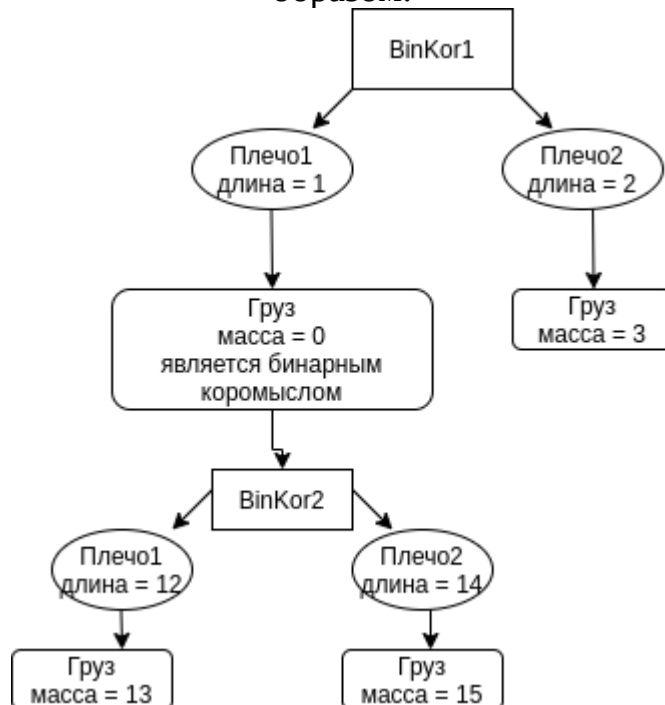 образом:
BinKor1
Плечо1
длина = 1
Плечо2
длина = 2
Груз
масса = 0
является бинарным
коромыслом
Груз
масса = 3
BinKor2
Плечо1
длина = 12
Плечо2
длина = 14
Груз
масса = 13
Груз
масса = 15